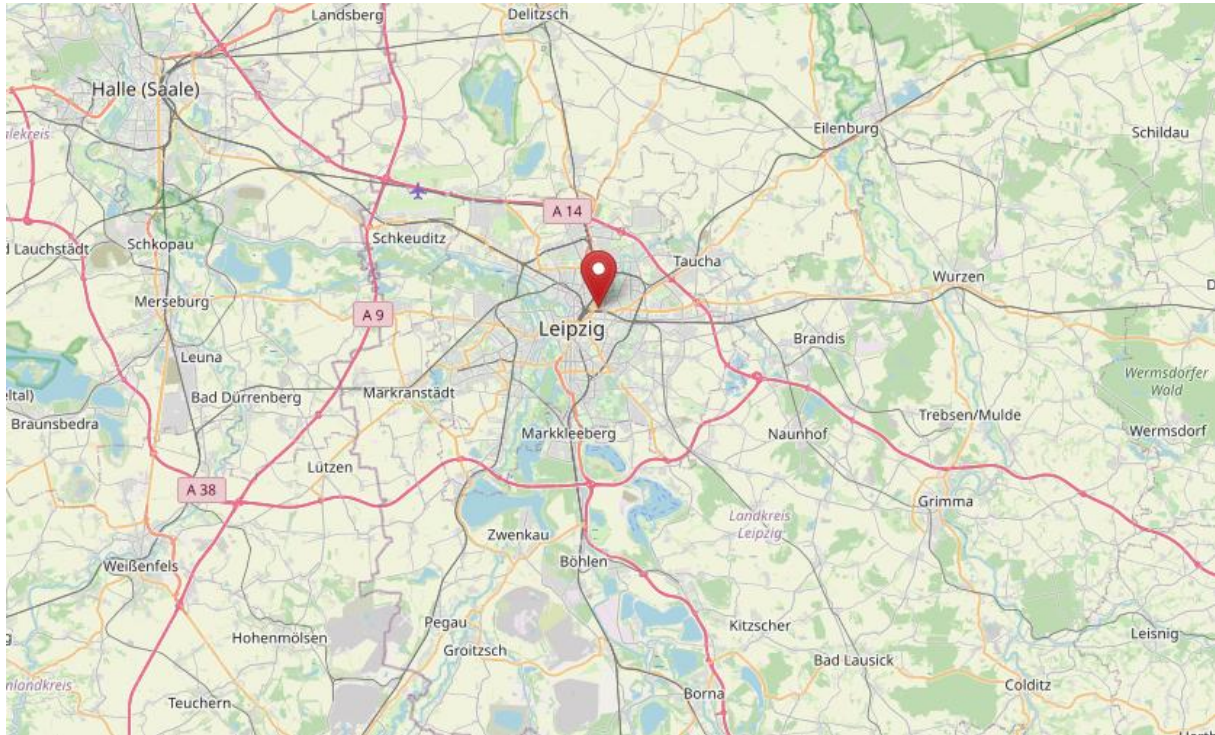 Landsberg
Delitzsch
Halle (Saale)
Eilenburg
Schildau
A 14
Schkeuditz
Schkopau
Taucha
Wurzen
Merseburg
A 9
Leipzig
Brandis
Leuna
Wermsdorfer
Wald
Bad Dürrenberg
Markranstädt
Braunsbedra
Trebsen/Mulde
Markkleeberg
Naunhof
Wermsdorf
Lützen
A 38
Grimma
Landkreis
Leipzig
Zwenkau
Böhlen
Weißenfels
Pegau
Kitzscher
Hohenmölsen
Groitzsch
Leisnig
Bad Lausick
Colditz
Borna
Teuchern